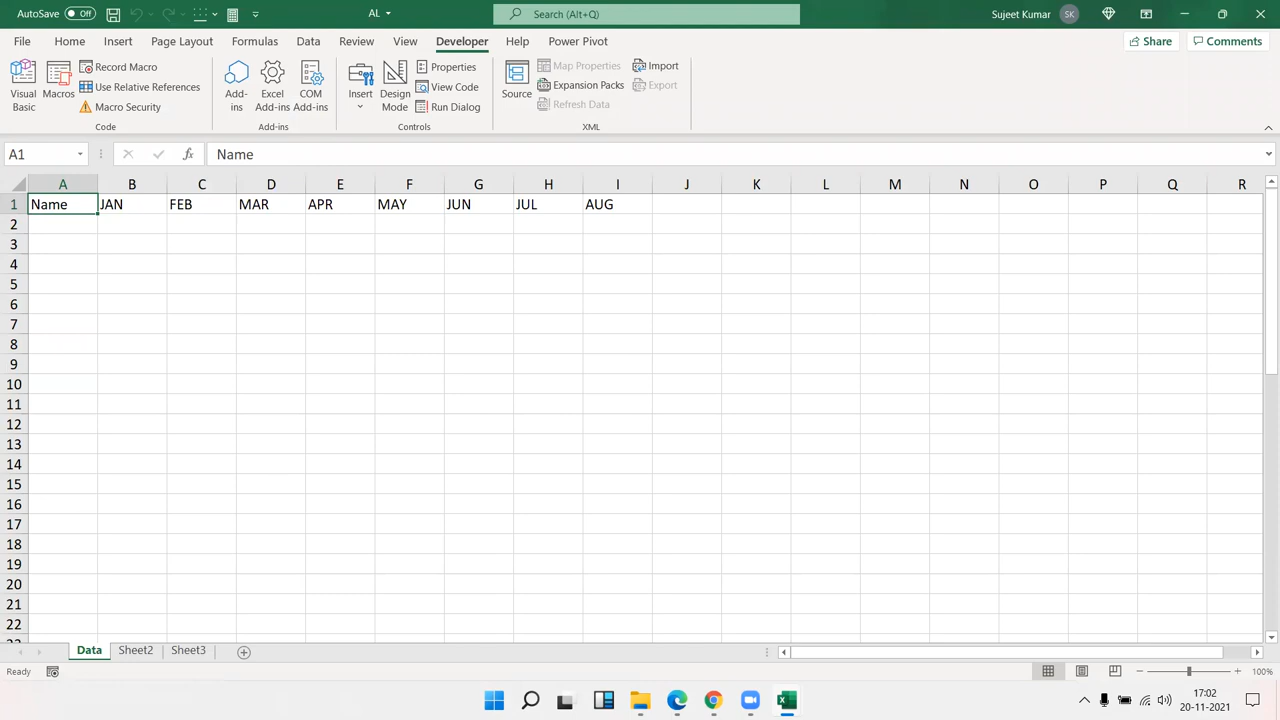 AutoSave Off AL Search (Alt+Q) Sujeet Kumar SK
File Home Insert Page Layout Formulas Data Review View Developer Help Power Pivot Share Comments
Visual Basic Macros Record Macro Use Relative References Macro Security Add-ins Excel Add-ins COM Add-ins Insert Design Mode Properties View Code Run Dialog Source Map Properties Expansion Packs Refresh Data Import Export
Code Add-ins Controls XML
A1 fx Name
A B C D E F G H I J K L M N O P Q R
1 Name JAN FEB MAR APR MAY JUN JUL AUG
2
3
4
5
6
7
8
9
10
11
12
13
14
15
16
17
18
19
20
21
22
23
Data Sheet2 Sheet3
Ready 100%
17:02
20-11-2021